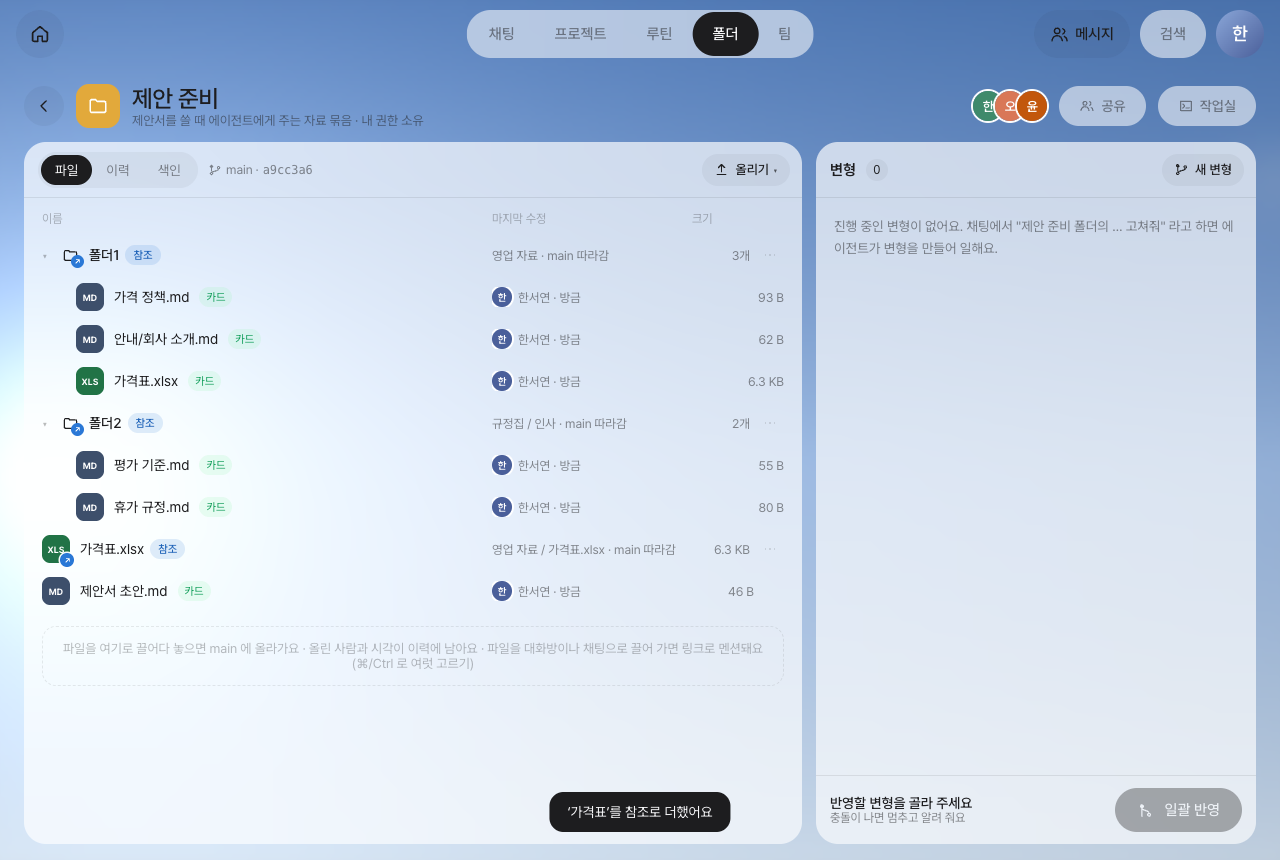 채팅 프로젝트 루틴 폴더 팀 메시지 검색 한
제안 준비
제안서를 쓸 때 에이전트에게 주는 자료 묶음 · 내 권한 소유
한 오 윤 공유 작업실
파일 이력 색인 main · a9cc3a6 올리기
이름 마지막 수정 크기
폴더1 참조 영업 자료 · main 따라감 3개 ···
MD 가격 정책.md 카드 한 한서연 · 방금 93 B
MD 안내/회사 소개.md 카드 한 한서연 · 방금 62 B
XLS 가격표.xlsx 카드 한 한서연 · 방금 6.3 KB
폴더2 참조 규정집 / 인사 · main 따라감 2개 ···
MD 평가 기준.md 카드 한 한서연 · 방금 55 B
MD 휴가 규정.md 카드 한 한서연 · 방금 80 B
XLS 가격표.xlsx 참조 영업 자료 / 가격표.xlsx · main 따라감 6.3 KB ···
MD 제안서 초안.md 카드 한 한서연 · 방금 46 B
파일을 여기로 끌어다 놓으면 main 에 올라가요 · 올린 사람과 시각이 이력에 남아요 · 파일을 대화방이나 채팅으로 끌어 가면 링크로 멘션돼요
(⌘/Ctrl 로 여럿 고르기)
‘가격표’를 참조로 더했어요
변형 0 새 변형
진행 중인 변형이 없어요. 채팅에서 "제안 준비 폴더의 … 고쳐줘" 라고 하면 에
이전트가 변형을 만들어 일해요.
반영할 변형을 골라 주세요
충돌이 나면 멈추고 알려 줘요
일괄 반영